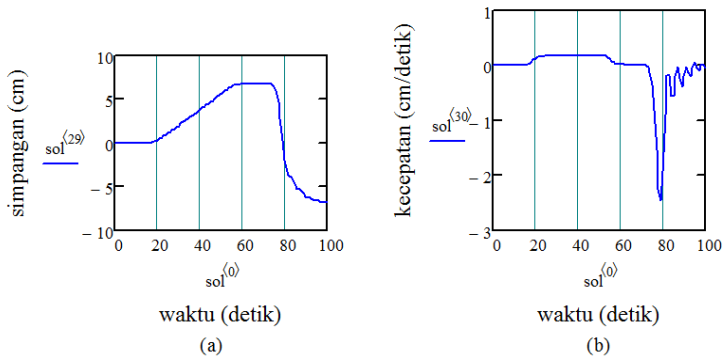 10
5
0
− 5
− 10
0 20 40 60 80 100
simpangan (cm)
sol⟨29⟩
sol⟨0⟩
waktu (detik)
(a)
1
0
− 1
− 2
− 3
0 20 40 60 80 100
kecepatan (cm/detik)
sol⟨30⟩
sol⟨0⟩
waktu (detik)
(b)